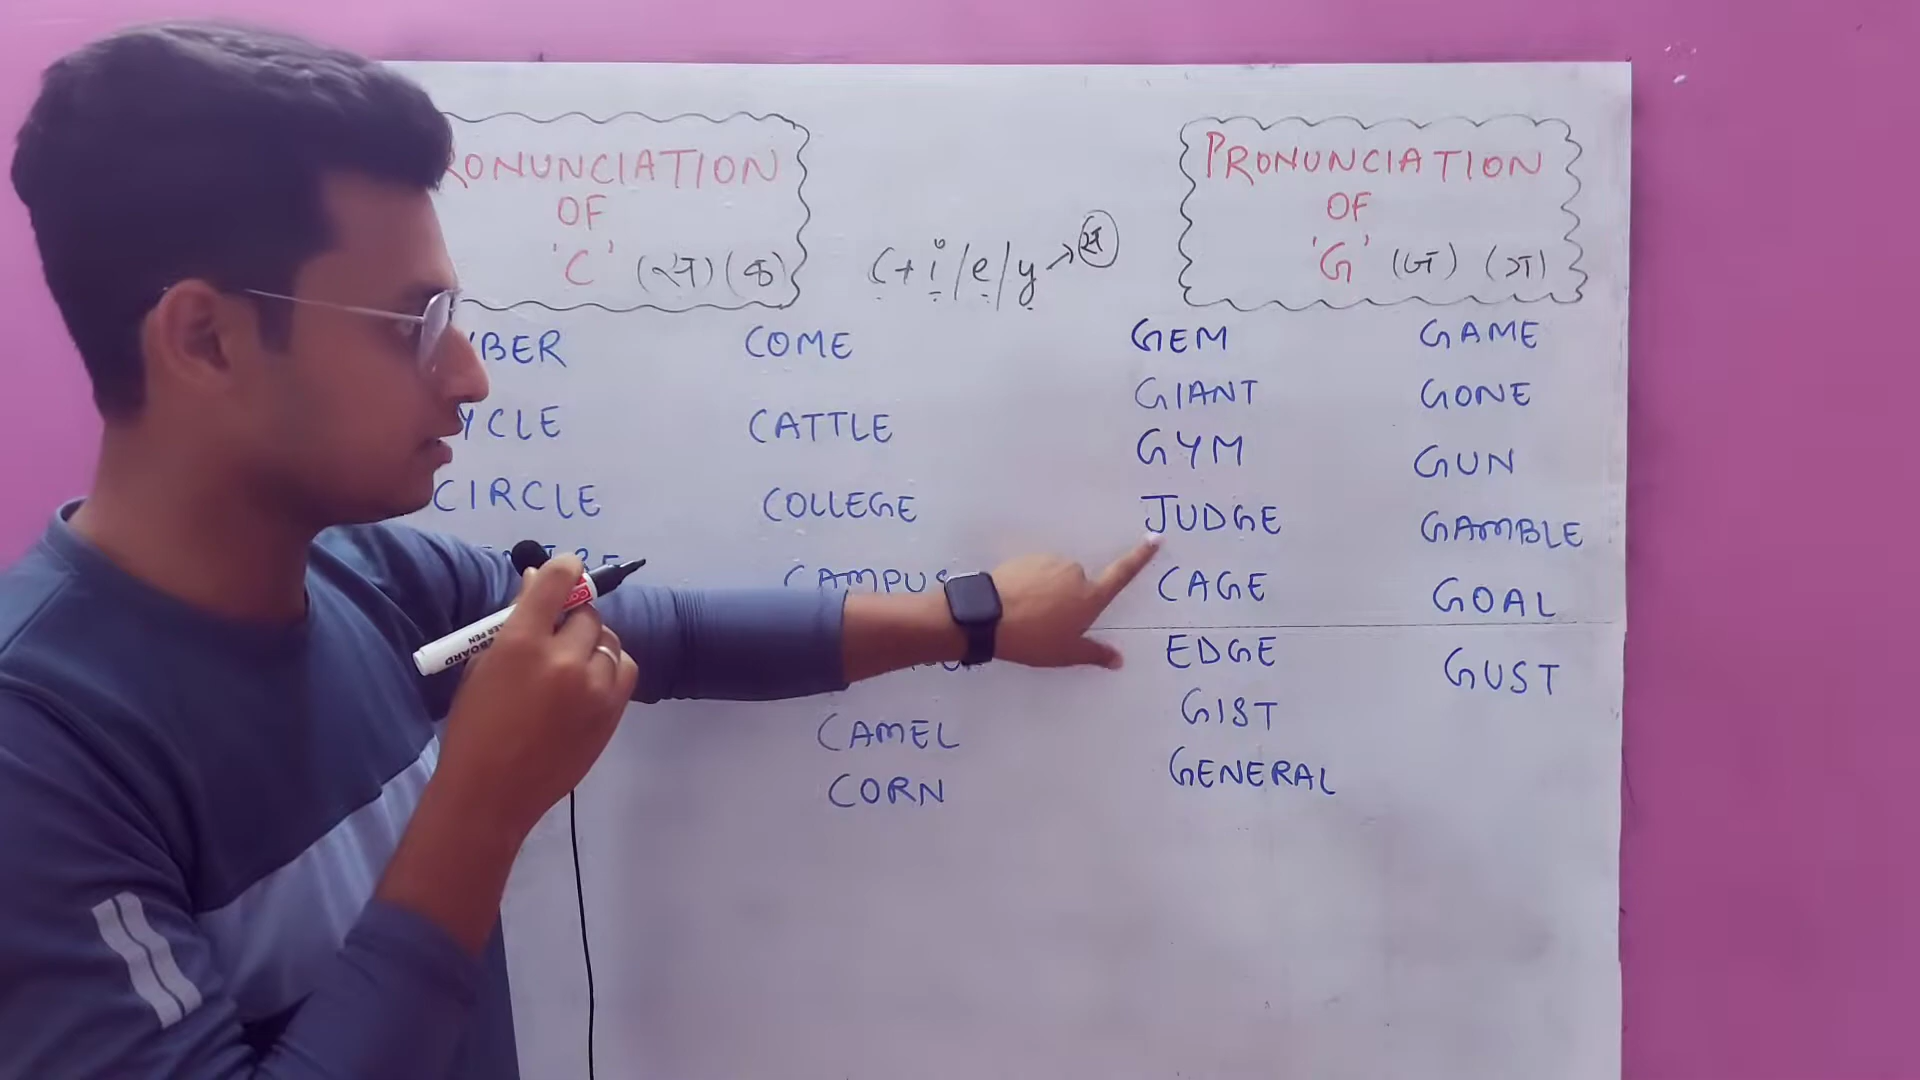 RONUNCIATION
OF
'C' (स) (क)
C+i/e/y → स
YBER COME
YCLE CATTLE
CIRCLE COLLEGE
CAMPUS
CAMEL
CORN
PRONUNCIATION
OF
'G' (ज) (ग)
GEM GAME
GIANT GONE
GYM GUN
JUDGE GAMBLE
CAGE GOAL
EDGE GUST
GIST
GENERAL